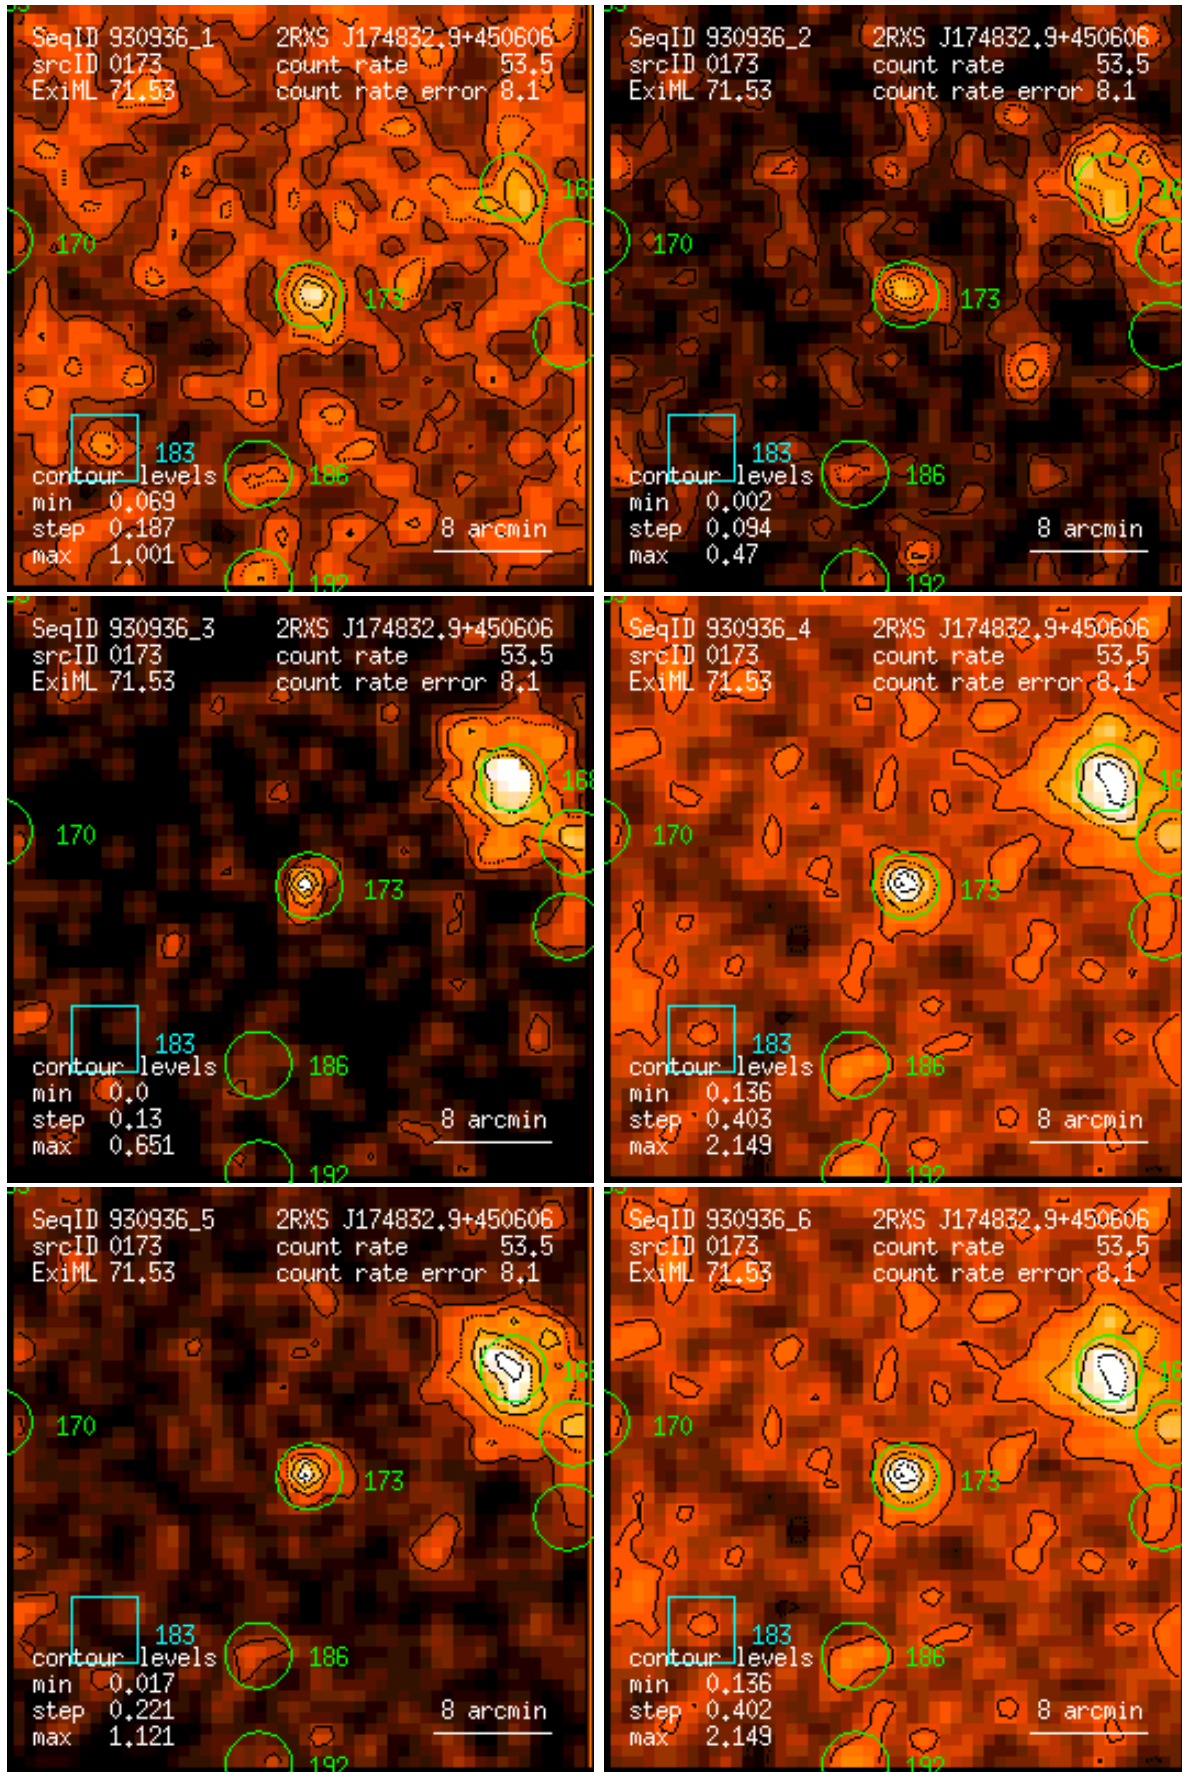 SeqID 930936_1 2RXS J174832.9+450606
srcID 0173 count rate 53.5
ExiML 71.53 count rate error 8.1
168
170
173
183
contour levels 186
min 0.069
step 0.187 8 arcmin
max 1.001
192
SeqID 930936_2 2RXS J174832.9+450606
srcID 0173 count rate 53.5
ExiML 71.53 count rate error 8.1
170
173
183
contour levels 186
min 0.002
step 0.094 8 arcmin
max 0.47
192
SeqID 930936_3 2RXS J174832.9+450606
srcID 0173 count rate 53.5
ExiML 71.53 count rate error 8.1
168
170
173
183
contour levels 186
min 0.0
step 0.13 8 arcmin
max 0.651
192
SeqID 930936_4 2RXS J174832.9+450606
srcID 0173 count rate 53.5
ExiML 71.53 count rate error 8.1
170
173
183
contour levels 186
min 0.136
step 0.403 8 arcmin
max 2.149
192
SeqID 930936_5 2RXS J174832.9+450606
srcID 0173 count rate 53.5
ExiML 71.53 count rate error 8.1
168
170
173
183
contour levels 186
min 0.017
step 0.221 8 arcmin
max 1.121
192
SeqID 930936_6 2RXS J174832.9+450606
srcID 0173 count rate 53.5
ExiML 71.53 count rate error 8.1
170
173
183
contour levels 186
min 0.136
step 0.402 8 arcmin
max 2.149
192